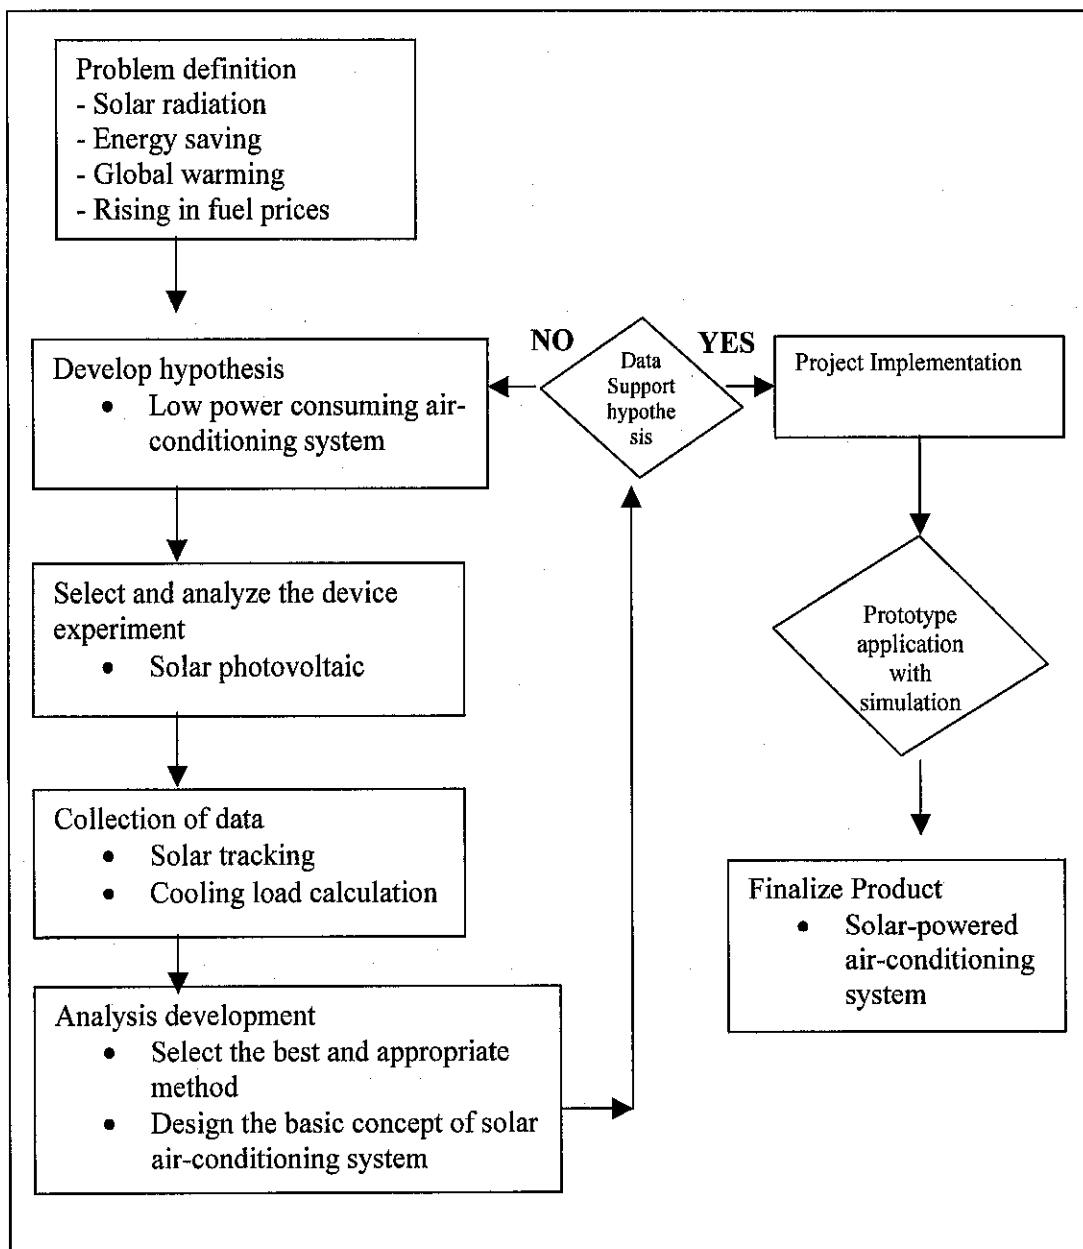 Problem definition
- Solar radiation
- Energy saving
- Global warming
- Rising in fuel prices
Develop hypothesis
• Low power consuming air-
conditioning system
Select and analyze the device
experiment
• Solar photovoltaic
Collection of data
• Solar tracking
• Cooling load calculation
Analysis development
• Select the best and appropriate
method
• Design the basic concept of solar
air-conditioning system
NO
Data
Support
hypothe
sis
YES
Project Implementation
Prototype
application
with
simulation
Finalize Product
• Solar-powered
air-conditioning
system